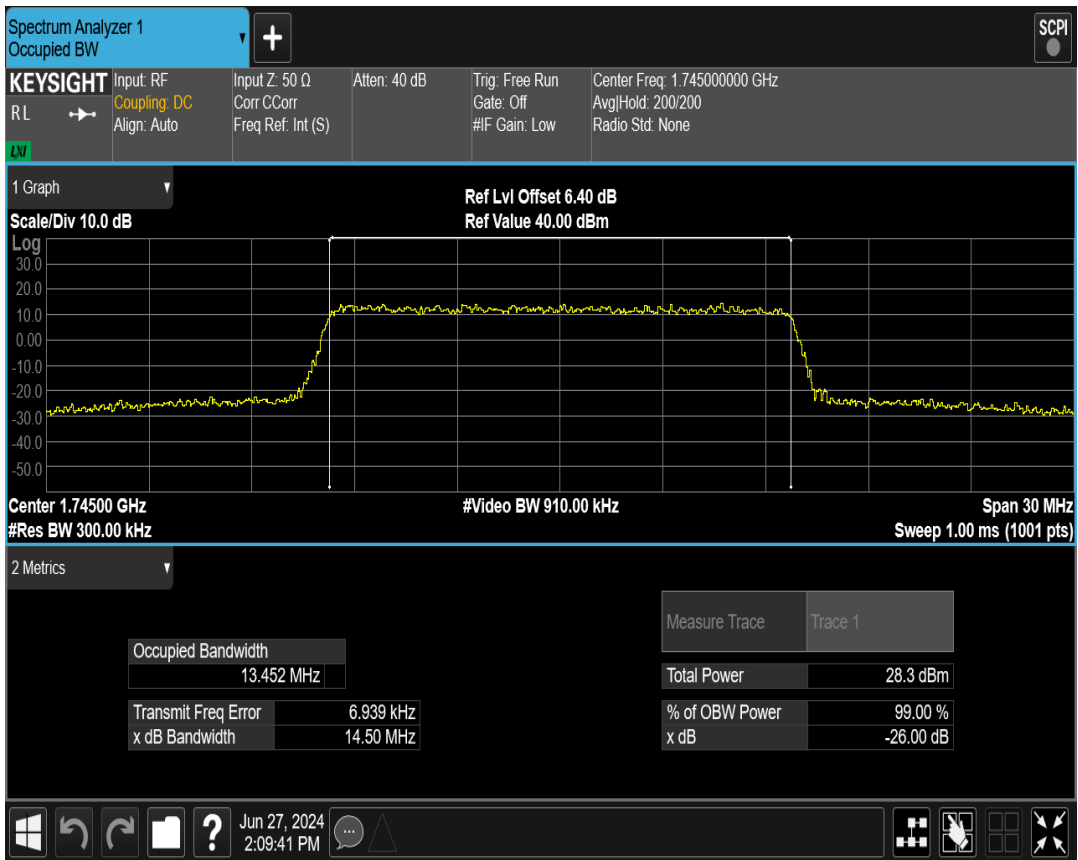 Spectrum Analyzer 1
Occupied BW
+
SCPI
KEYSIGHT
RL
LXI
Input: RF
Coupling: DC
Align: Auto
Input Z: 50 Ω
Corr CCorr
Freq Ref: Int (S)
Atten: 40 dB
Trig: Free Run
Gate: Off
#IF Gain: Low
Center Freq: 1.745000000 GHz
Avg|Hold: 200/200
Radio Std: None
1 Graph
Scale/Div 10.0 dB
Ref Lvl Offset 6.40 dB
Ref Value 40.00 dBm
Log
30.0
20.0
10.0
0.00
-10.0
-20.0
-30.0
-40.0
-50.0
Center 1.74500 GHz
#Res BW 300.00 kHz
#Video BW 910.00 kHz
Span 30 MHz
Sweep 1.00 ms (1001 pts)
2 Metrics
Occupied Bandwidth
13.452 MHz
Transmit Freq Error 6.939 kHz
x dB Bandwidth 14.50 MHz
Measure Trace Trace 1
Total Power 28.3 dBm
% of OBW Power 99.00 %
x dB -26.00 dB
?
Jun 27, 2024
2:09:41 PM